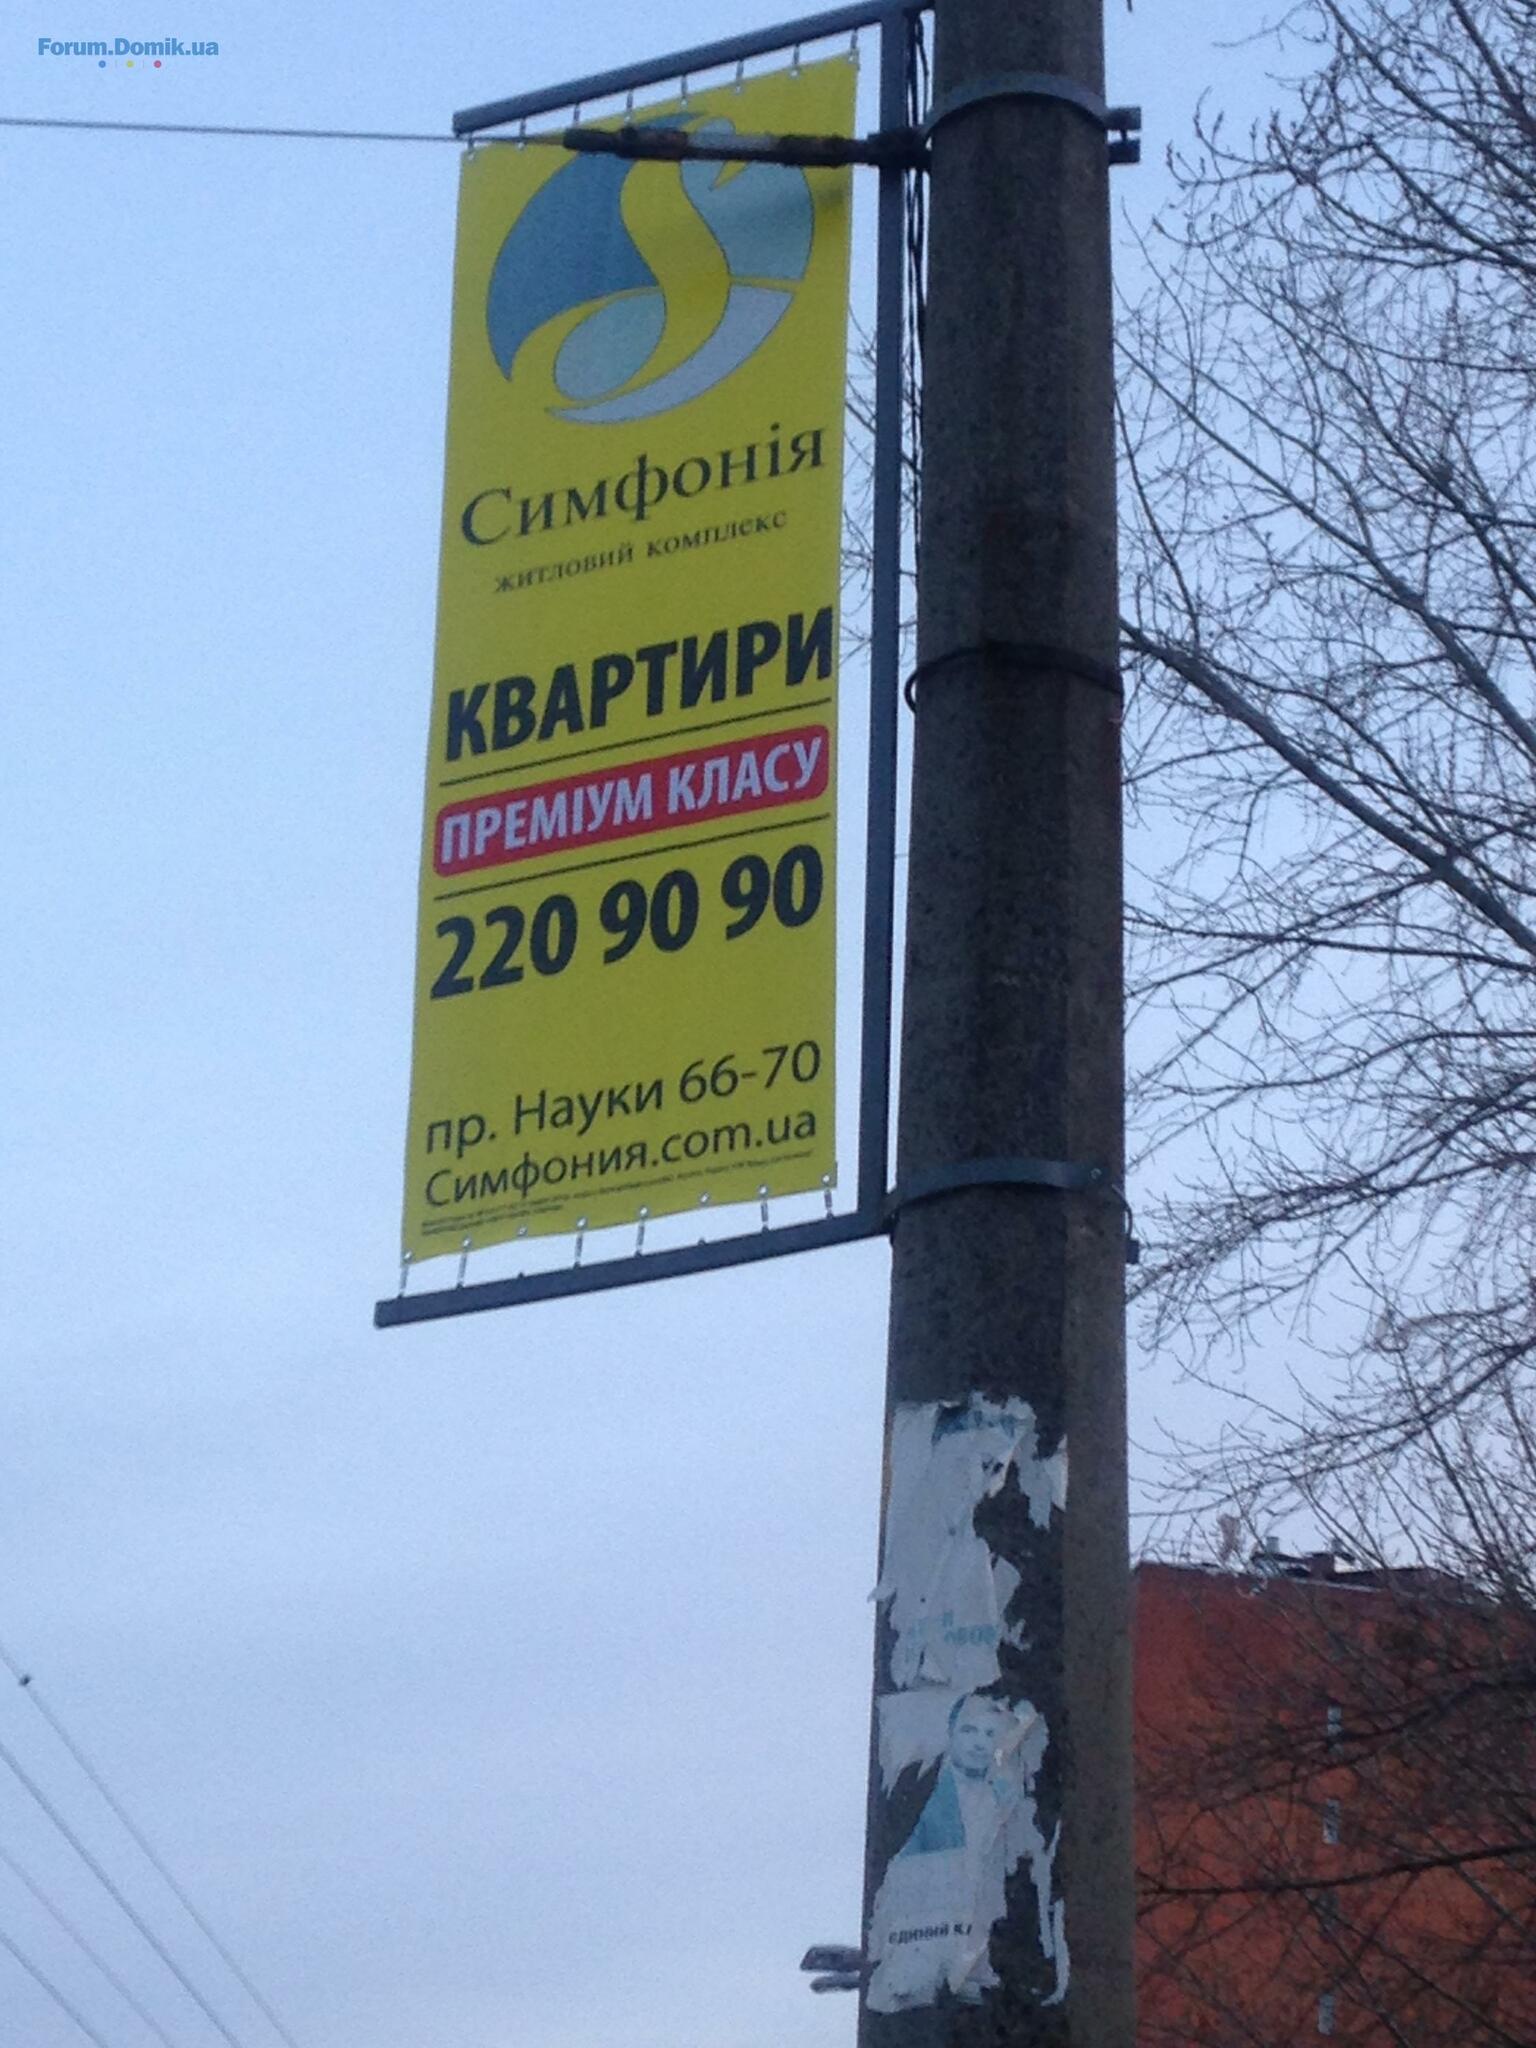 Forum.Domik.ua
Симфонія
житловий комплекс
КВАРТИРИ
ПРЕМІУМ КЛАСУ
220 90 90
пр. Науки 66-70
Симфония.com.ua
єдиний